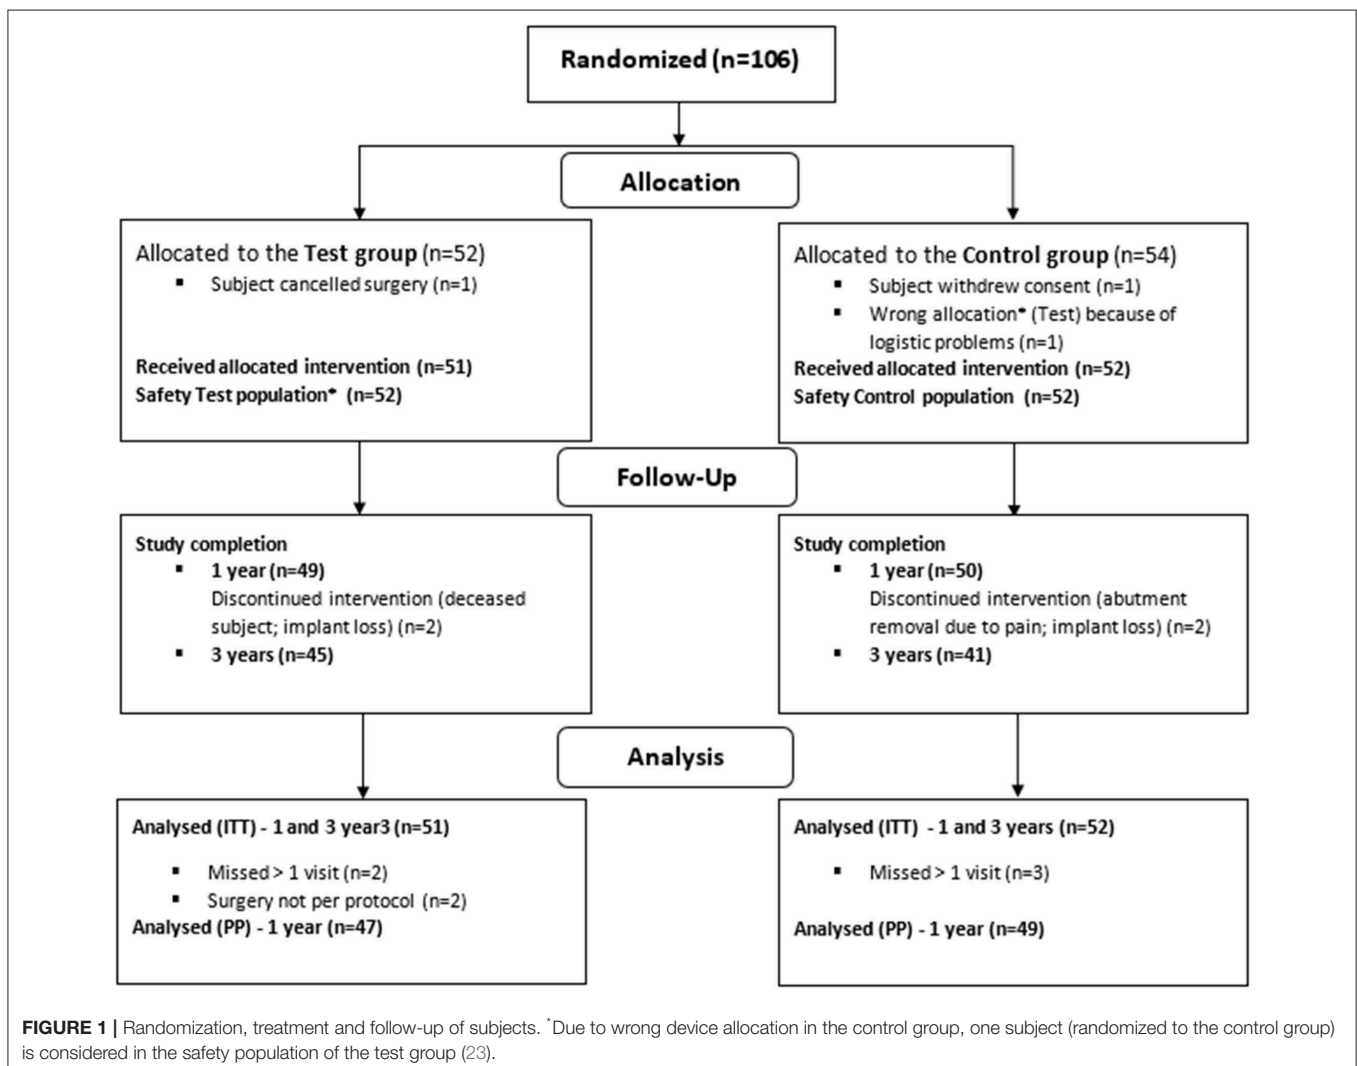 Randomized (n=106)
Allocation
Allocated to the Test group (n=52)
▪ Subject cancelled surgery (n=1)
Received allocated intervention (n=51)
Safety Test population* (n=52)
Allocated to the Control group (n=54)
▪ Subject withdrew consent (n=1)
▪ Wrong allocation* (Test) because of
logistic problems (n=1)
Received allocated intervention (n=52)
Safety Control population (n=52)
Follow-Up
Study completion
▪ 1 year (n=49)
Discontinued intervention (deceased
subject; implant loss) (n=2)
▪ 3 years (n=45)
Study completion
▪ 1 year (n=50)
Discontinued intervention (abutment
removal due to pain; implant loss) (n=2)
▪ 3 years (n=41)
Analysis
Analysed (ITT) - 1 and 3 year3 (n=51)
▪ Missed > 1 visit (n=2)
▪ Surgery not per protocol (n=2)
Analysed (PP) - 1 year (n=47)
Analysed (ITT) - 1 and 3 years (n=52)
▪ Missed > 1 visit (n=3)
Analysed (PP) - 1 year (n=49)
FIGURE 1 | Randomization, treatment and follow-up of subjects. *Due to wrong device allocation in the control group, one subject (randomized to the control group)
is considered in the safety population of the test group (23).